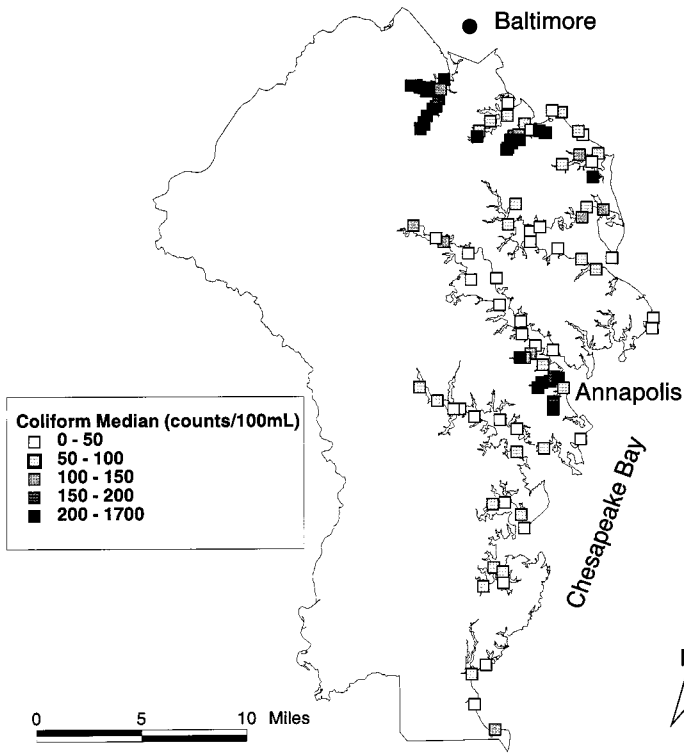 Baltimore
Annapolis
Chesapeake Bay
Coliform Median (counts/100mL)
0 - 50
50 - 100
100 - 150
150 - 200
200 - 1700
0 5 10 Miles